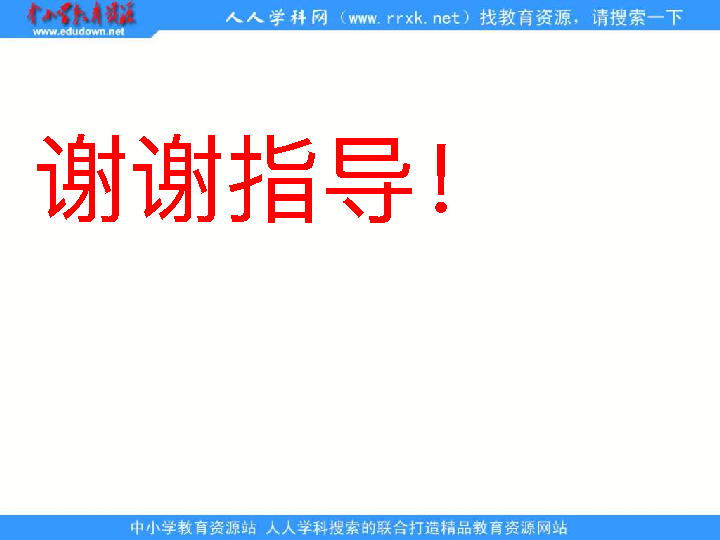 中小学教育资源
www.edudown.net
人人学科网（www.rrxk.net）找教育资源，请搜索一下
谢谢指导！
中小学教育资源站 人人学科搜索的联合打造精品教育资源网站